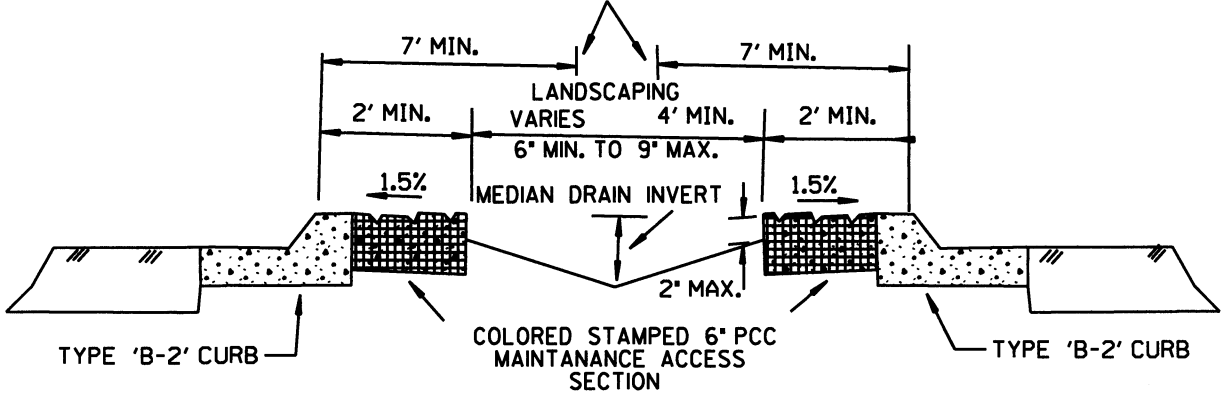 7' MIN.
7' MIN.
LANDSCAPING
2' MIN.
VARIES
4' MIN.
2' MIN.
6" MIN. TO 9" MAX.
1.5%
MEDIAN DRAIN INVERT
1.5%
2" MAX.
COLORED STAMPED 6" PCC
MAINTANANCE ACCESS
SECTION
TYPE 'B-2' CURB
TYPE 'B-2' CURB